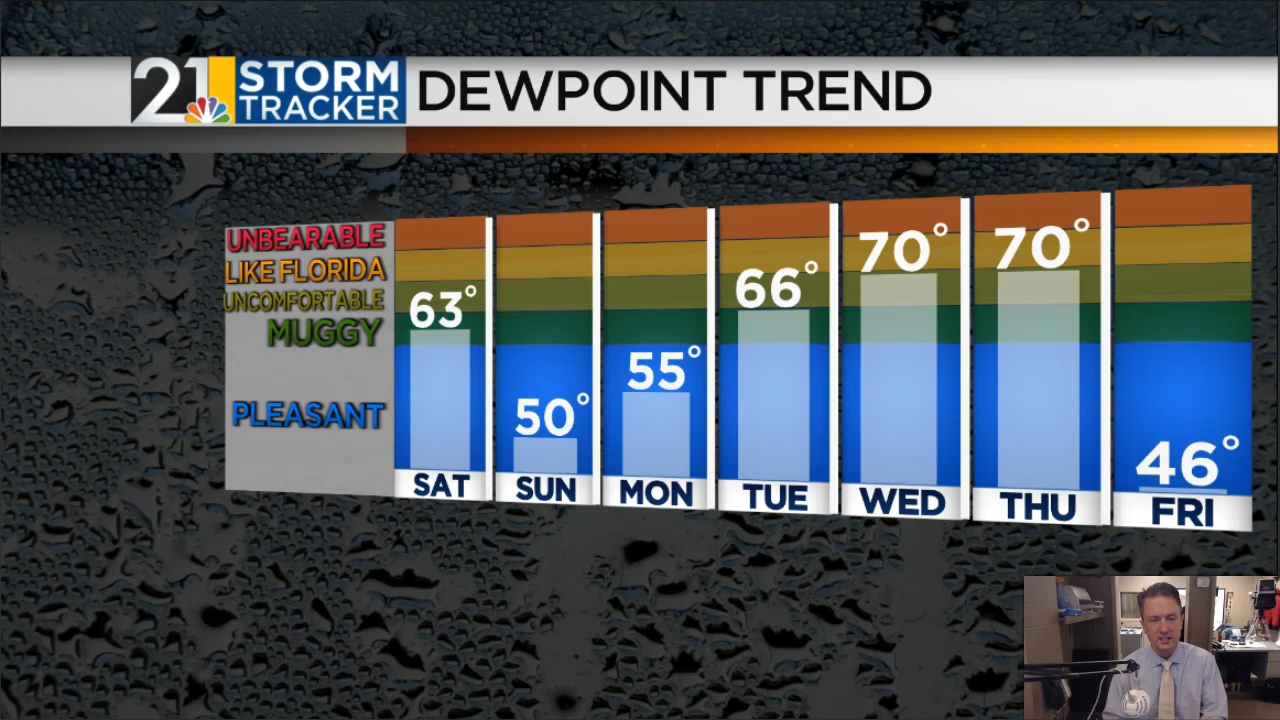 21 STORM TRACKER DEWPOINT TREND
UNBEARABLE
LIKE FLORIDA
UNCOMFORTABLE
MUGGY
PLEASANT
63° 50° 55° 66° 70° 70° 46°
SAT SUN MON TUE WED THU FRI